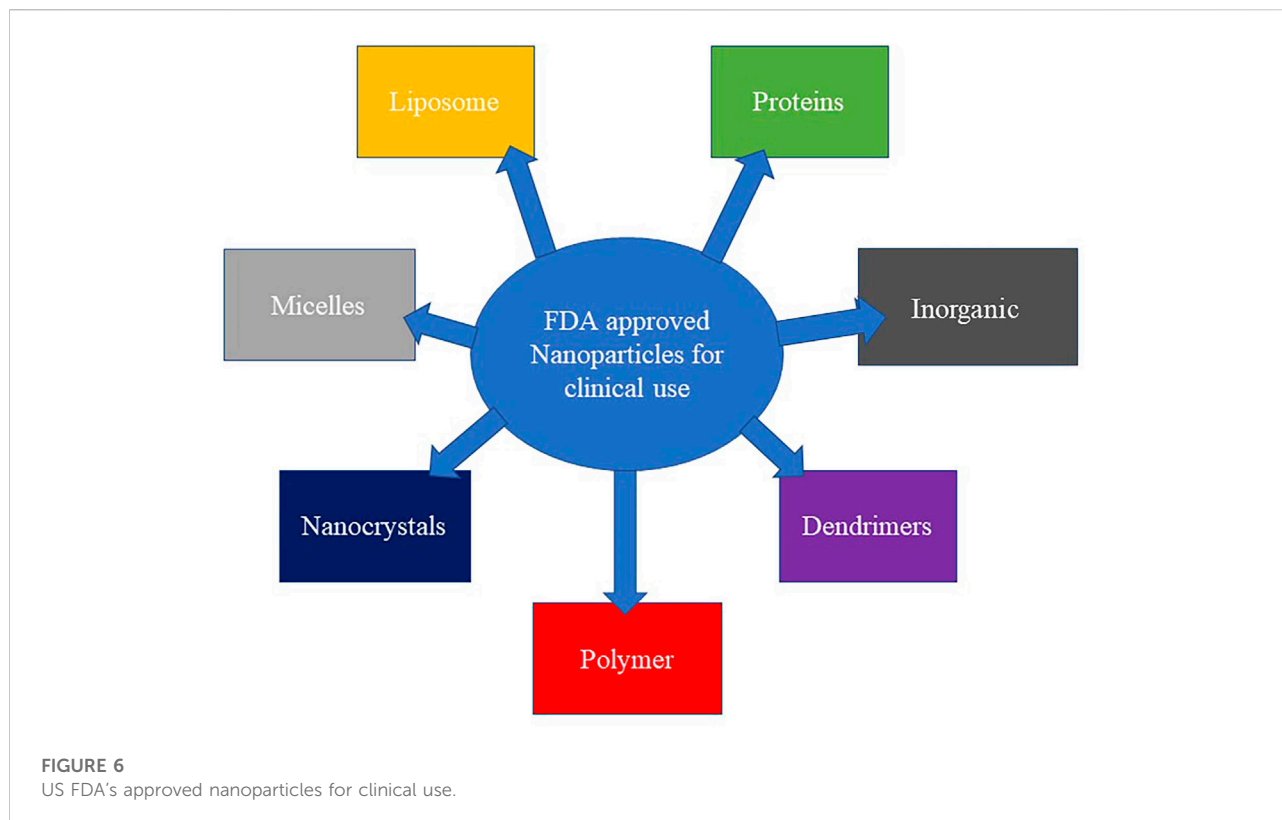 Liposome
Proteins
Micelles
FDA approved
Nanoparticles for
clinical use
Inorganic
Nanocrystals
Dendrimers
Polymer
FIGURE 6
US FDA's approved nanoparticles for clinical use.